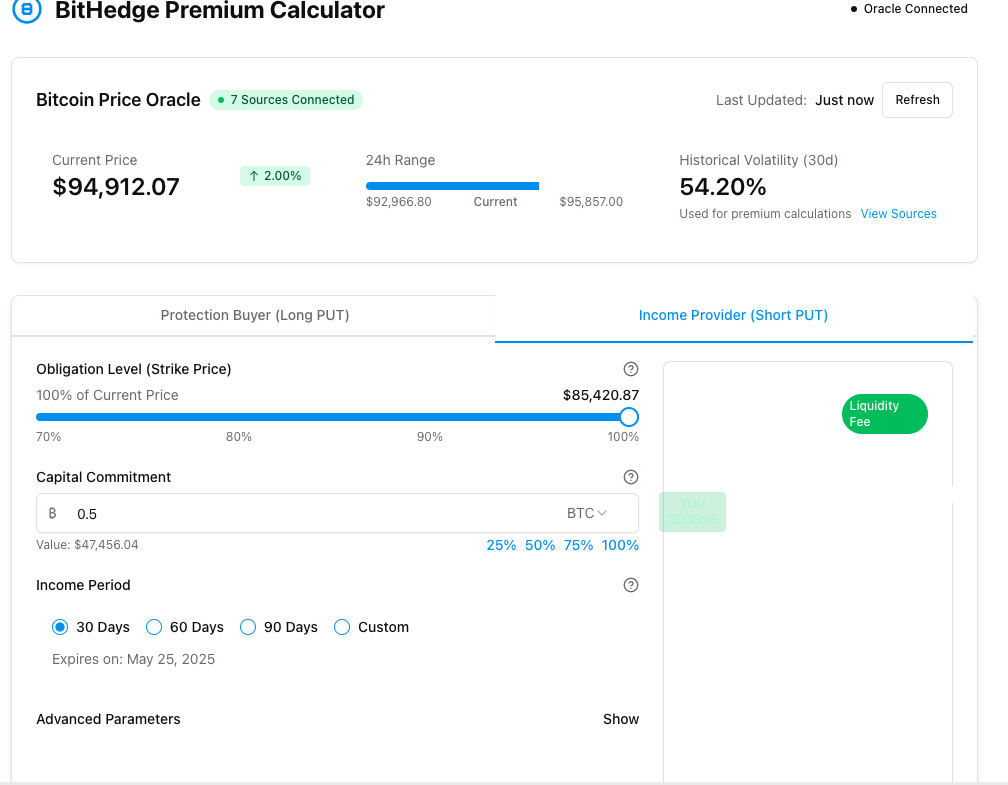 BitHedge Premium Calculator
Oracle Connected
Bitcoin Price Oracle
7 Sources Connected
Last Updated: Just now
Refresh
Current Price
$94,912.07
↑ 2.00%
24h Range
$92,966.80 Current $95,857.00
Historical Volatility (30d)
54.20%
Used for premium calculations View Sources
Protection Buyer (Long PUT)
Income Provider (Short PUT)
Obligation Level (Strike Price)
100% of Current Price $85,420.87
70% 80% 90% 100%
Capital Commitment
₿ 0.5 BTC
Value: $47,456.04 25% 50% 75% 100%
Income Period
30 Days 60 Days 90 Days Custom
Expires on: May 25, 2025
Advanced Parameters Show
Liquidity
Fee
YOU
RECEIVE